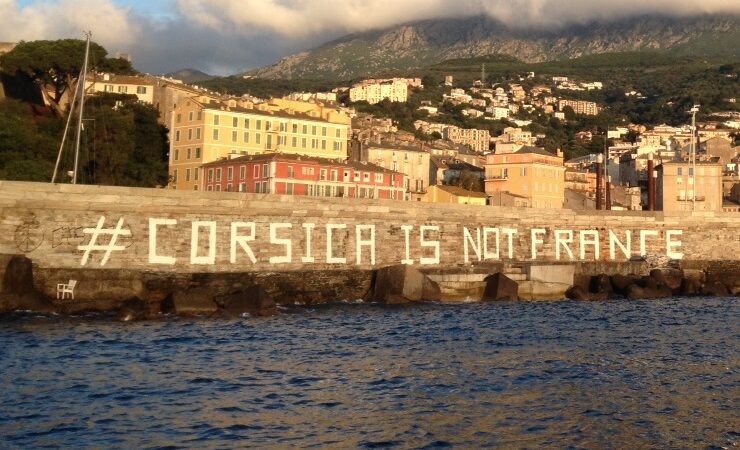 # CORSICA IS NOT FRANCE